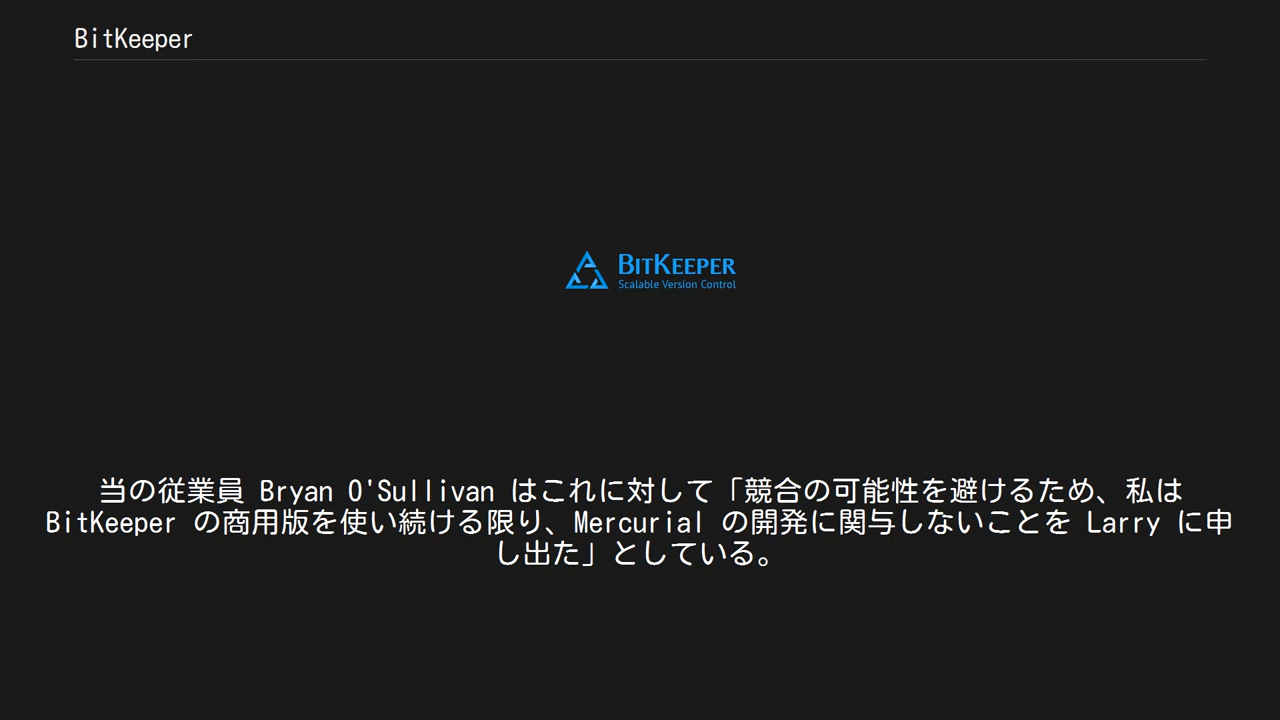 BitKeeper
BITKEEPER
Scalable Version Control
当の従業員 Bryan O'Sullivan はこれに対して「競合の可能性を避けるため、私は
BitKeeper の商用版を使い続ける限り、Mercurial の開発に関与しないことを Larry に申
し出た」としている。